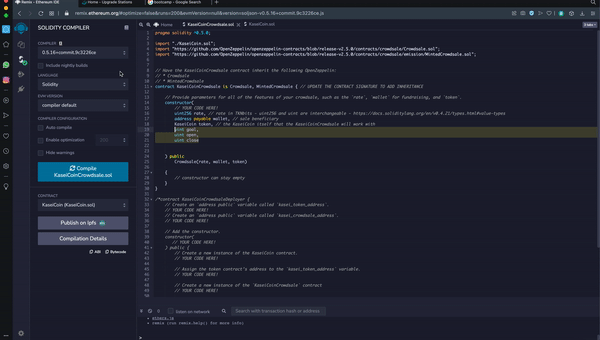 Remix - Ethereum IDE
Home - Upgrade Stations
bootcamp - Google Search
remix.ethereum.org/#optimize=false&runs=200&evmVersion=null&version=soljson-v0.5.16+commit.9c3226ce.js
SOLIDITY COMPILER
COMPILER
0.5.16+commit.9c3226ce
Include nightly builds
LANGUAGE
Solidity
EVM VERSION
compiler default
COMPILER CONFIGURATION
Auto compile
Enable optimization
200
Hide warnings
Compile
KaseiCoinCrowdsale.sol
CONTRACT
KaseiCoin (KaseiCoin.sol)
Publish on Ipfs
Compilation Details
ABI
Bytecode
Home
KaseiCoinCrowdsale.sol
KaseiCoin.sol
pragma solidity ^0.5.0;
import "./KaseiCoin.sol";
import "https://github.com/OpenZeppelin/openzeppelin-contracts/blob/release-v2.5.0/contracts/crowdsale/Crowdsale.sol";
import "https://github.com/OpenZeppelin/openzeppelin-contracts/blob/release-v2.5.0/contracts/crowdsale/emission/MintedCrowdsale.sol";
// Have the KaseiCoinCrowdsale contract inherit the following OpenZeppelin:
// * Crowdsale
// * MintedCrowdsale
contract KaseiCoinCrowdsale is Crowdsale, MintedCrowdsale { // UPDATE THE CONTRACT SIGNATURE TO ADD INHERITANCE
// Provide parameters for all of the features of your crowdsale, such as the `rate`, `wallet` for fundraising, and `token`.
constructor(
// YOUR CODE HERE!
uint256 rate, // rate in TKNbits - uint256 and uint are interchangeable - https://docs.soliditylang.org/en/v0.4.21/types.html#value-types
address payable wallet, // sale beneficiary
KaseiCoin token, // the KaseiCoin itself that the KaseiCoinCrowdsale will work with
uint goal,
uint open,
uint close
) public
Crowdsale(rate, wallet, token)
{
// constructor can stay empty
}
}
/*contract KaseiCoinCrowdsaleDeployer {
// Create an `address public` variable called `kasei_token_address`.
// YOUR CODE HERE!
// Create an `address public` variable called `kasei_crowdsale_address`.
// YOUR CODE HERE!
// Add the constructor.
constructor(
// YOUR CODE HERE!
) public {
// Create a new instance of the KaseiCoin contract.
// YOUR CODE HERE!
// Assign the token contract's address to the `kasei_token_address` variable.
// YOUR CODE HERE!
// Create a new instance of the `KaseiCoinCrowdsale` contract
// YOUR CODE HERE!
0
listen on network
Search with transaction hash or address
• ethers.js
• remix (run remix.help() for more info)
>